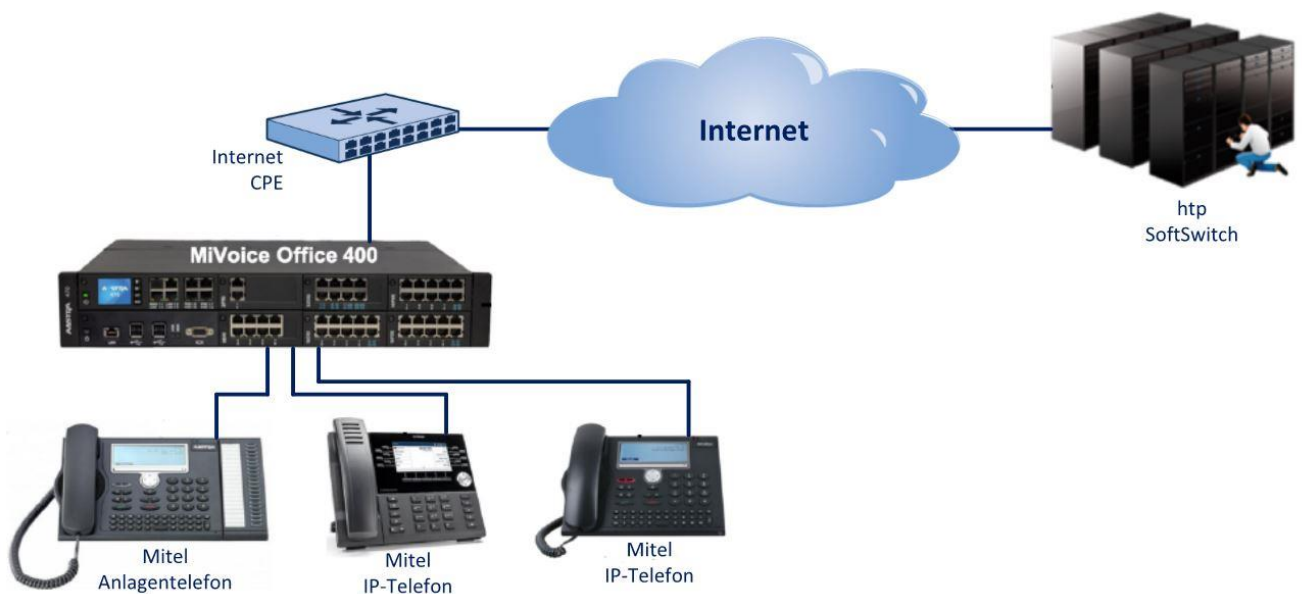 Internet
Internet
CPE
htp
SoftSwitch
MiVoice Office 400
Mitel
Anlagentelefon
Mitel
IP-Telefon
Mitel
IP-Telefon